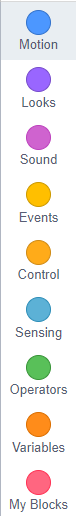 Motion
Looks
Sound
Events
Control
Sensing
Operators
Variables
My Blocks